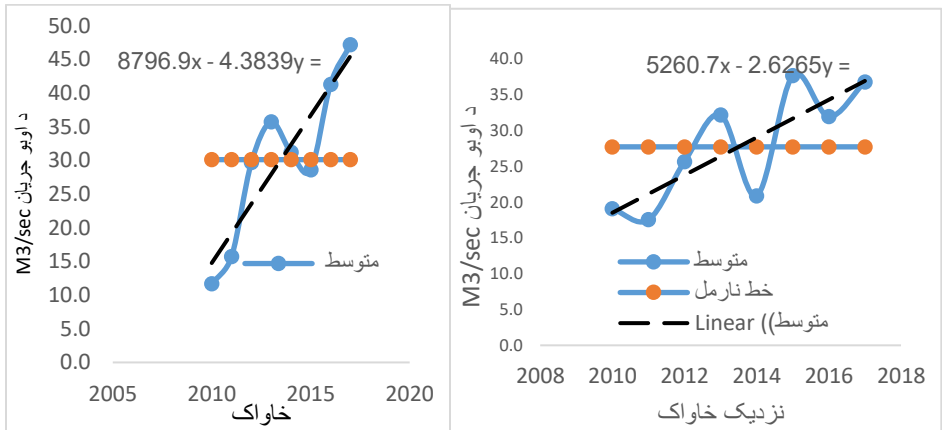 8796.9x - 4.3839y =
50.0
45.0
40.0
35.0
30.0
25.0
20.0
15.0
10.0
5.0
0.0
د اوبو جریان M3/sec
متوسط
2005 2010 2015 2020
خاواک
5260.7x - 2.6265y =
40.0
35.0
30.0
25.0
20.0
15.0
10.0
5.0
0.0
د اوبو جریان M3/sec
متوسط
خط نارمل
Linear ((متوسط
2008 2010 2012 2014 2016 2018
نزدیک خاواک